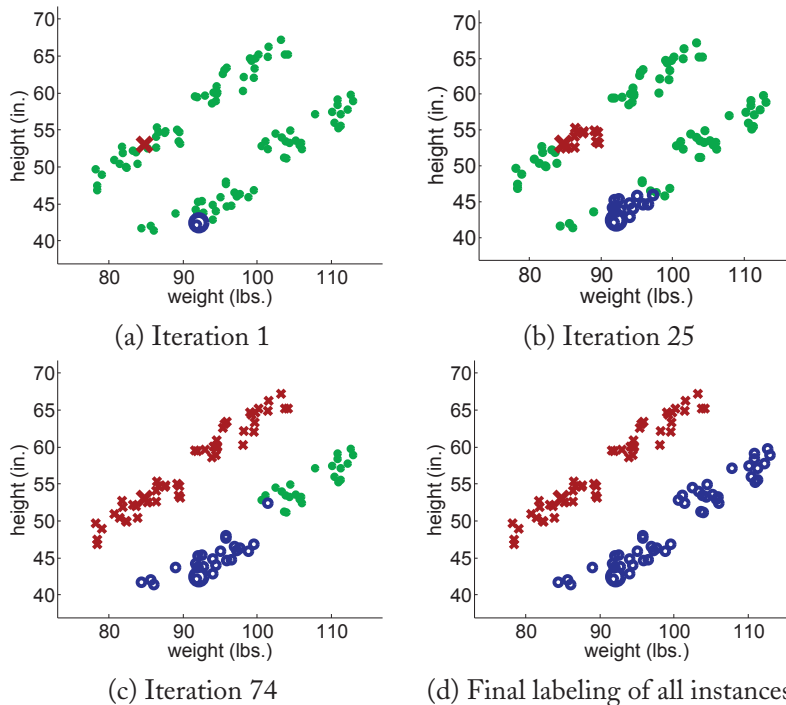 70
65
60
55
50
45
40
height (in.)
80 90 100 110
weight (lbs.)
(a) Iteration 1
70
65
60
55
50
45
40
height (in.)
80 90 100 110
weight (lbs.)
(b) Iteration 25
70
65
60
55
50
45
40
height (in.)
80 90 100 110
weight (lbs.)
(c) Iteration 74
70
65
60
55
50
45
40
height (in.)
80 90 100 110
weight (lbs.)
(d) Final labeling of all instances